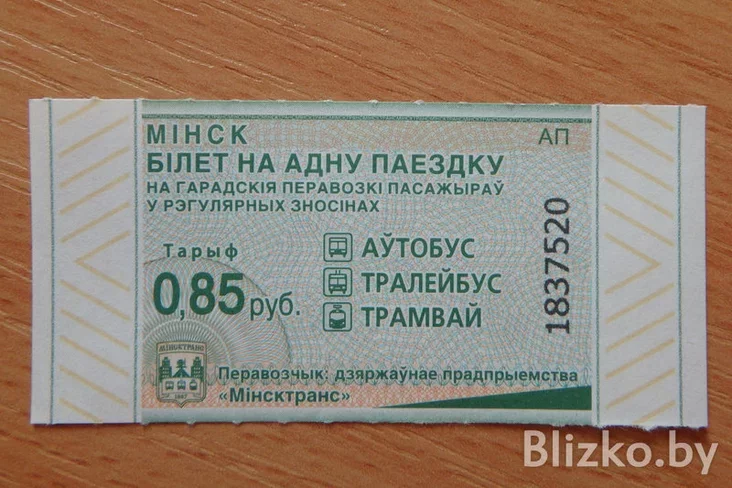 МІНСК
АП
БІЛЕТ НА АДНУ ПАЕЗДКУ
НА ГАРАДСКІЯ ПЕРАВОЗКІ ПАСАЖЫРАЎ
У РЭГУЛЯРНЫХ ЗНОСІНАХ
Тарыф
0,85 руб.
АЎТОБУС
ТРАЛЕЙБУС
ТРАМВАЙ
1837520
МІНСКТРАНС
Перавозчык: дзяржаўнае прадпрыемства
«Мінсктранс»
Blizko.by